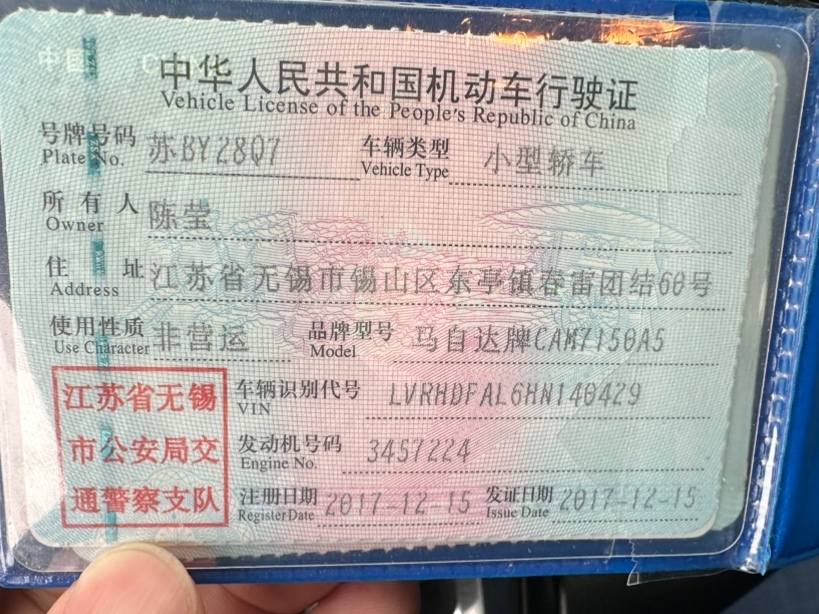 中华人民共和国机动车行驶证
Vehicle License of the People's Republic of China
号牌号码 苏BY28Q7 车辆类型 小型轿车
Plate No. Vehicle Type
所有人 陈莹
Owner
住址 江苏省无锡市锡山区东亭镇春雷团结60号
Address
使用性质 非营运 品牌型号 马自达牌CAM7150A5
Use Character Model
江苏省无锡 车辆识别代号 LVRHDFAL6HN140429
VIN
市公安局交 发动机号码 3457224
Engine No.
通警察支队 注册日期 2017-12-15 发证日期 2017-12-15
Register Date Issue Date